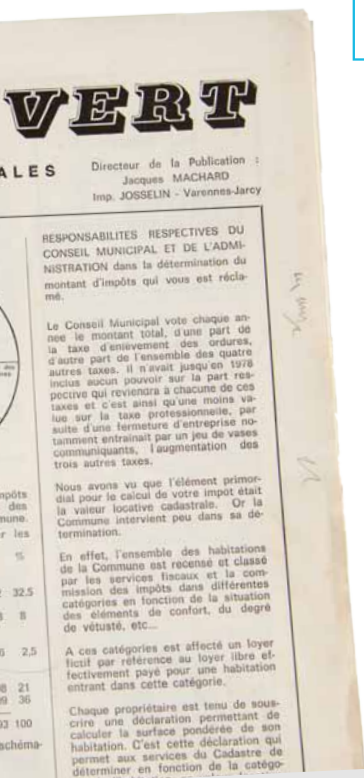 VERT
ALES
Directeur de la Publication :
Jacques MACHARD
Imp. JOSSELIN - Varennes-Jarcy
RESPONSABILITES RESPECTIVES DU
CONSEIL MUNICIPAL ET DE L'ADMI-
NISTRATION dans la détermination du
montant d'impôts qui vous est récla-
mé.
Le Conseil Municipal vote chaque an-
née le montant total, d'une part de
la taxe d'enlèvement des ordures,
d'autre part de l'ensemble des quatre
autres taxes. Il n'avait jusqu'en 1978
inclus aucun pouvoir sur la part res-
pective qui reviendra à chacune de ces
taxes et c'est ainsi qu'une moins va-
lue sur la taxe professionnelle, par
suite d'une fermeture d'entreprise no-
tamment entraînait par un jeu de vases
communiquants, l'augmentation des
trois autres taxes.
Nous avons vu que l'élément primor-
dial pour le calcul de votre impôt était
la valeur locative cadastrale. Or la
Commune intervient peu dans sa dé-
termination.
En effet, l'ensemble des habitations
de la Commune est recensé et classé
par les services fiscaux et la com-
mission des impôts dans différentes
catégories en fonction de la situation
des éléments de confort, du degré
de vétusté, etc...
A ces catégories est affecté un loyer
fictif par référence au loyer libre ef-
fectivement payé pour une habitation
entrant dans cette catégorie.
Chaque propriétaire est tenu de sous-
crire une déclaration permettant de
calculer la surface pondérée de son
habitation. C'est cette déclaration qui
permet aux services du Cadastre de
déterminer en fonction de la catégo-
des
mpôts
des
mune.
r les
%
32,5
8
2,5
21
36
93 100
schéma-